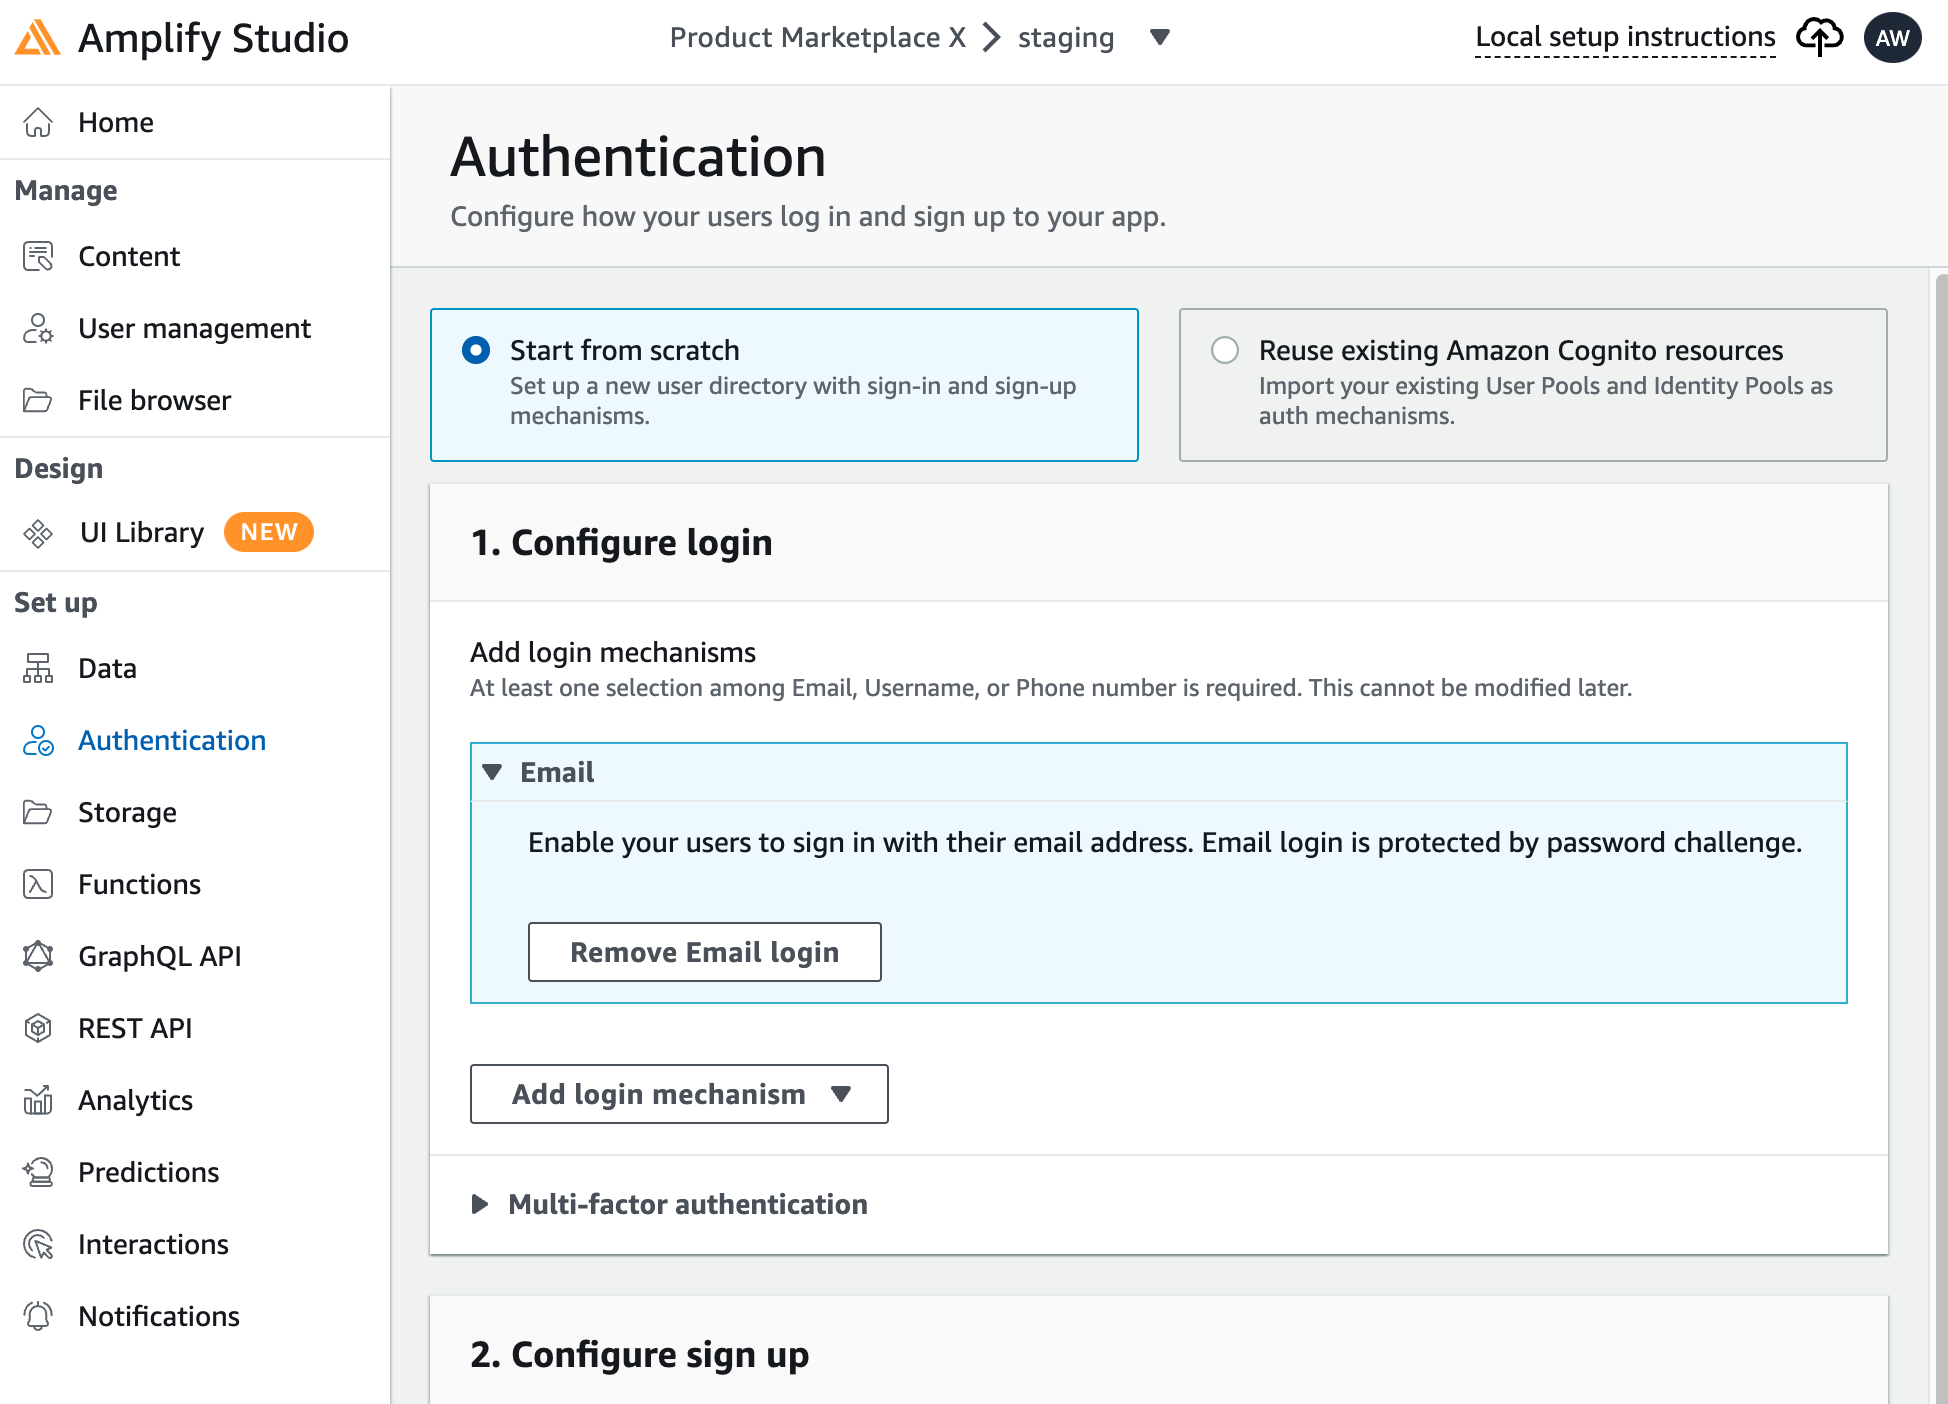 Amplify Studio
Product Marketplace X
staging
Local setup instructions
AW
Home
Manage
Content
User management
File browser
Design
UI Library NEW
Set up
Data
Authentication
Storage
Functions
GraphQL API
REST API
Analytics
Predictions
Interactions
Notifications
Authentication
Configure how your users log in and sign up to your app.
Start from scratch
Set up a new user directory with sign-in and sign-up
mechanisms.
Reuse existing Amazon Cognito resources
Import your existing User Pools and Identity Pools as
auth mechanisms.
1. Configure login
Add login mechanisms
At least one selection among Email, Username, or Phone number is required. This cannot be modified later.
Email
Enable your users to sign in with their email address. Email login is protected by password challenge.
Remove Email login
Add login mechanism
Multi-factor authentication
2. Configure sign up